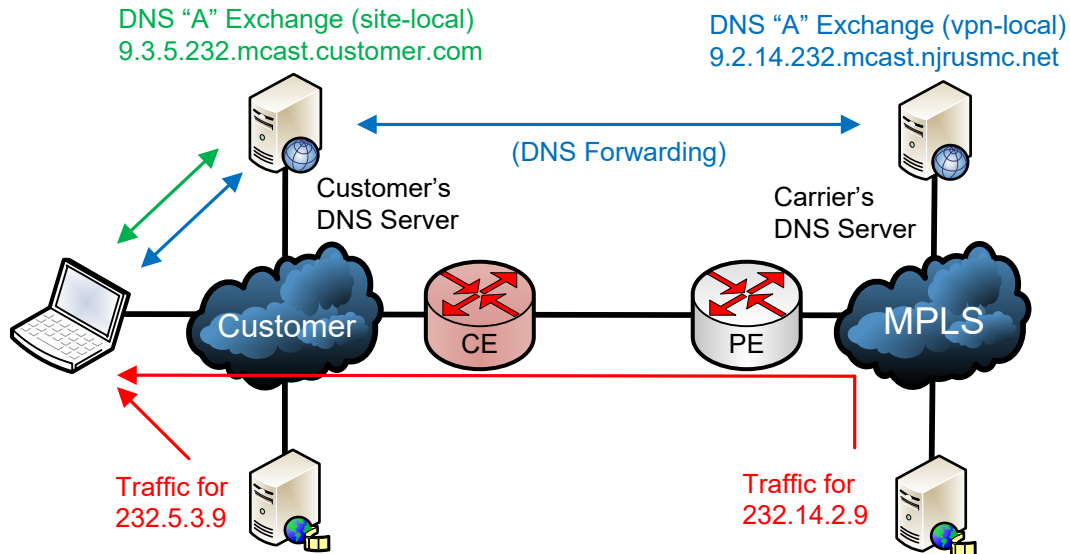 DNS “A” Exchange (site-local)
9.3.5.232.mcast.customer.com
DNS “A” Exchange (vpn-local)
9.2.14.232.mcast.njrusmc.net
(DNS Forwarding)
Customer’s
DNS Server
Carrier’s
DNS Server
Customer
CE
PE
MPLS
Traffic for
232.5.3.9
Traffic for
232.14.2.9